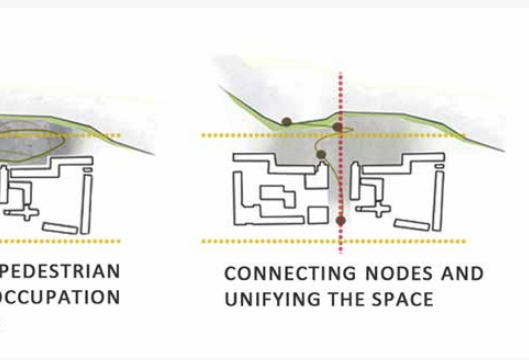 PEDESTRIAN
OCCUPATION
CONNECTING NODES AND
UNIFYING THE SPACE